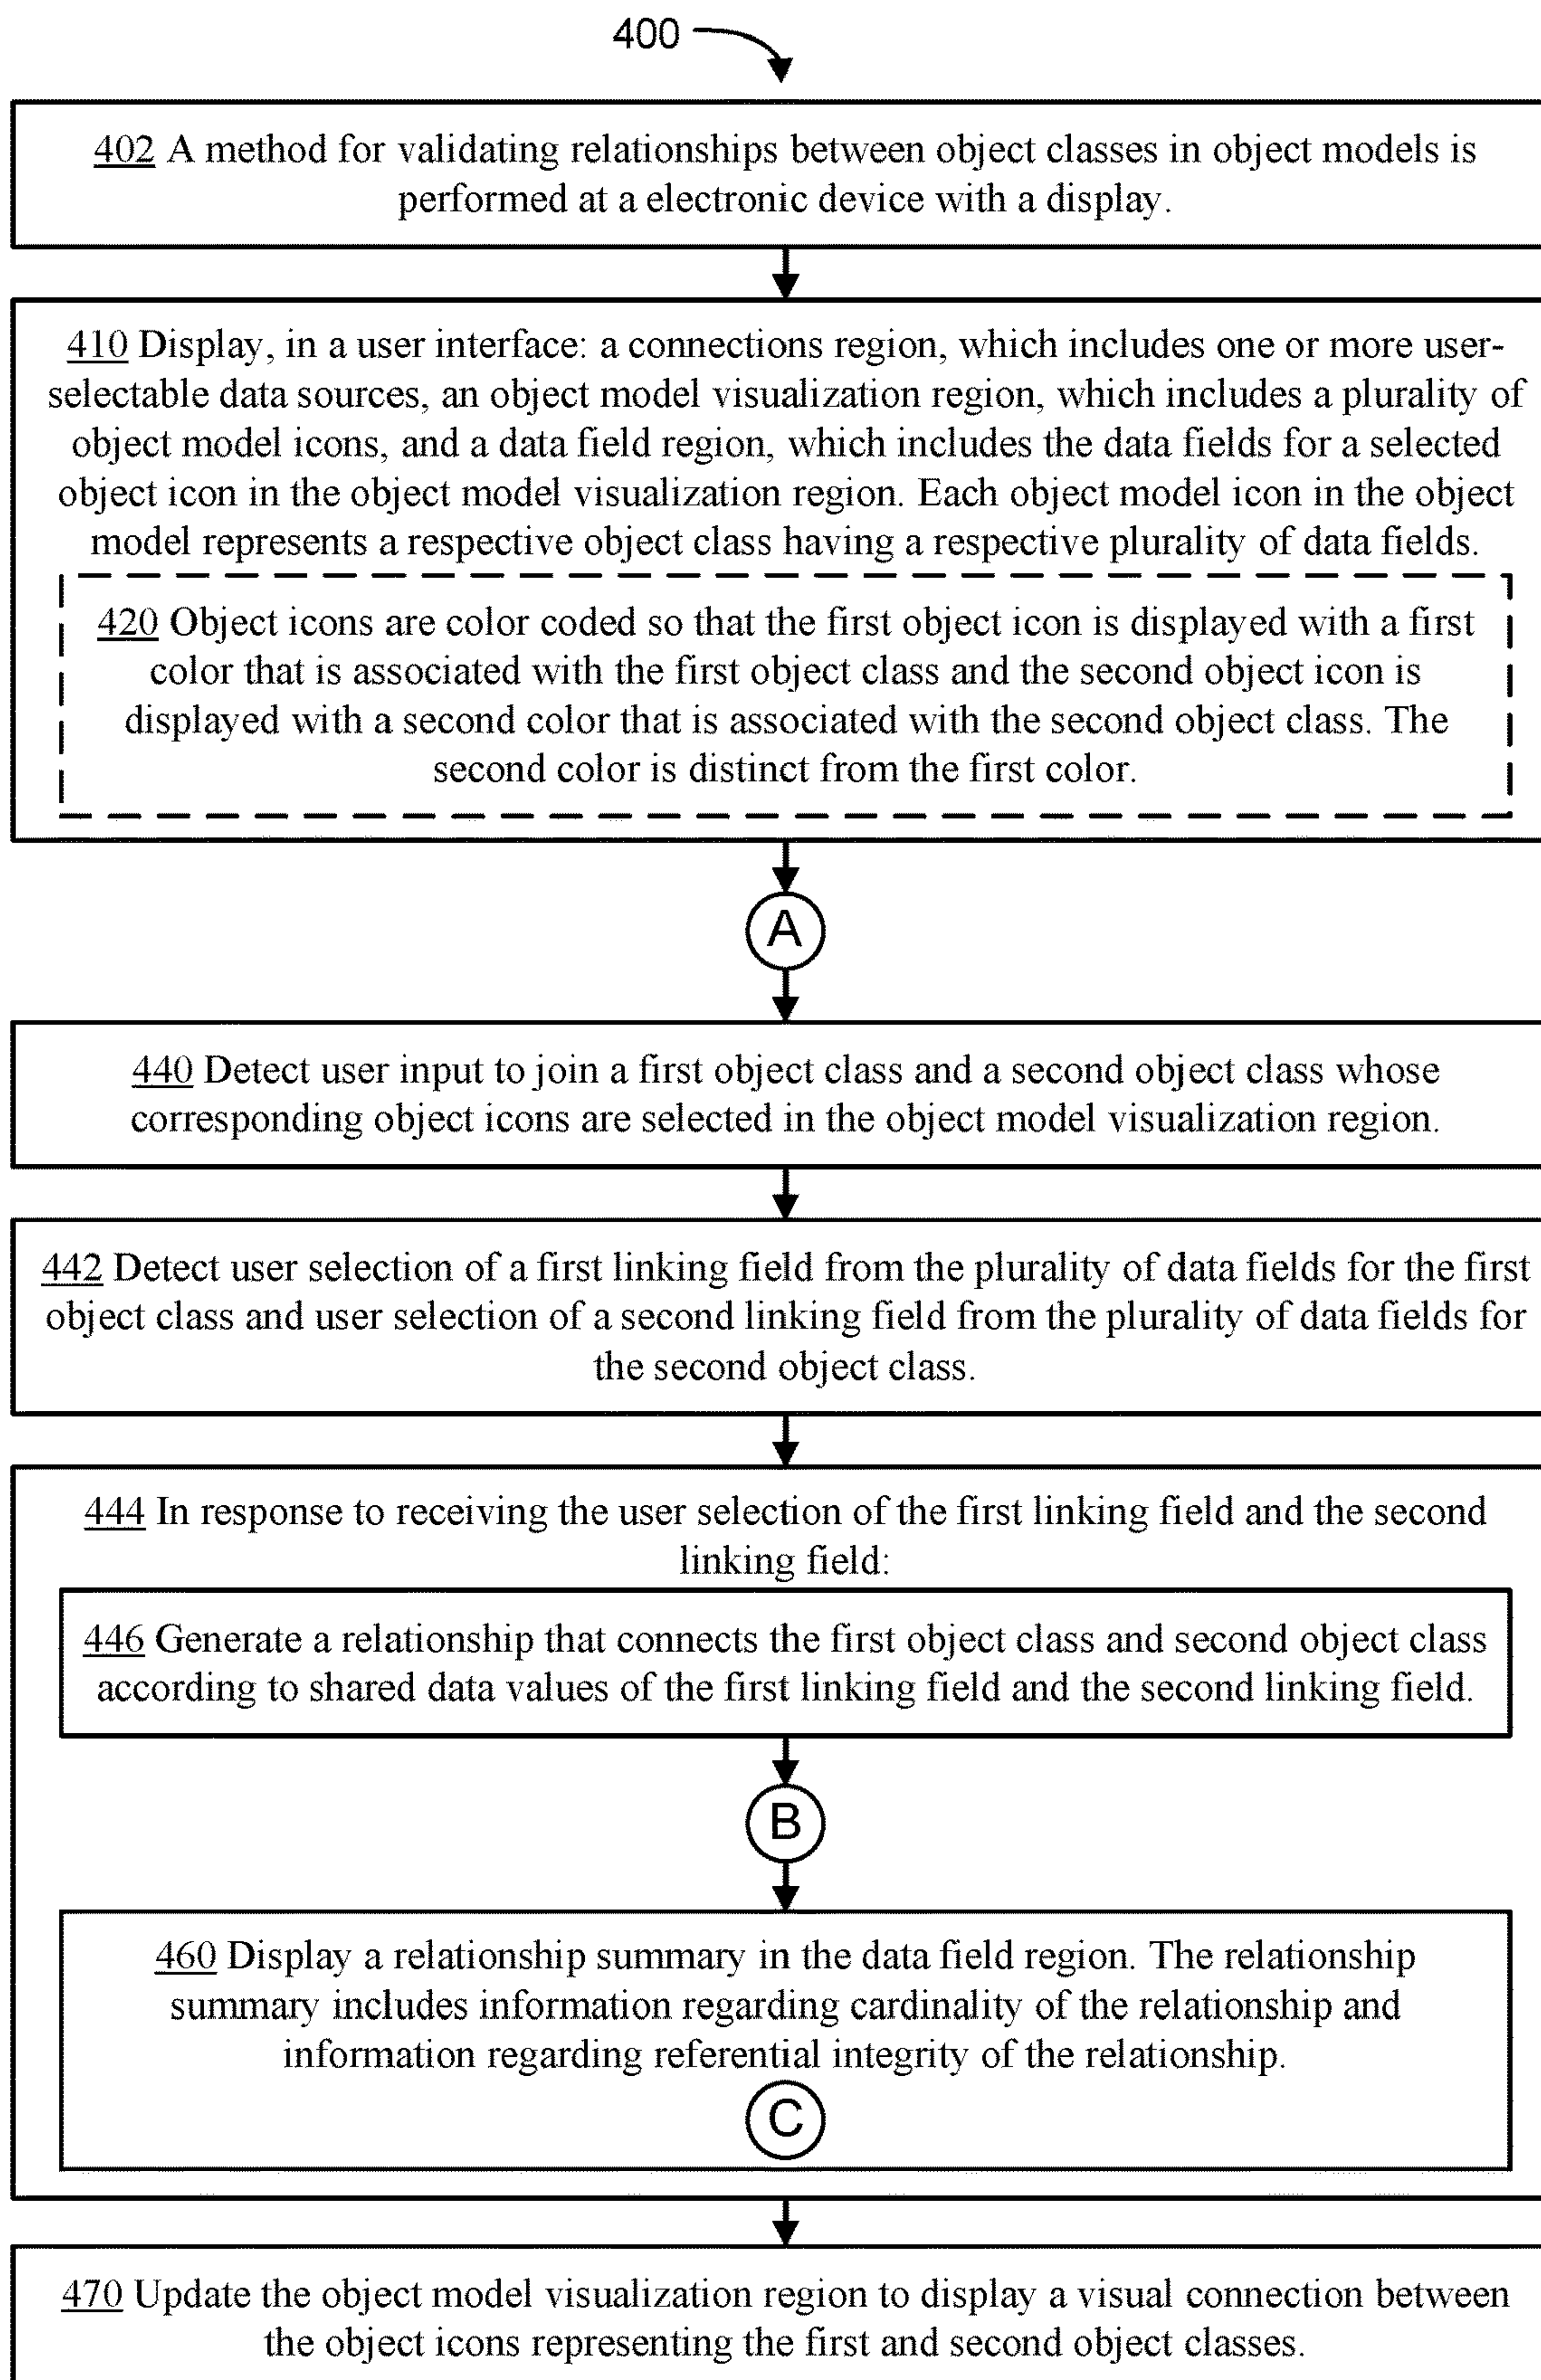 400
402 A method for validating relationships between object classes in object models is
performed at a electronic device with a display.
410 Display, in a user interface: a connections region, which includes one or more user-
selectable data sources, an object model visualization region, which includes a plurality of
object model icons, and a data field region, which includes the data fields for a selected
object icon in the object model visualization region. Each object model icon in the object
model represents a respective object class having a respective plurality of data fields.
420 Object icons are color coded so that the first object icon is displayed with a first
color that is associated with the first object class and the second object icon is
displayed with a second color that is associated with the second object class. The
second color is distinct from the first color.
A
440 Detect user input to join a first object class and a second object class whose
corresponding object icons are selected in the object model visualization region.
442 Detect user selection of a first linking field from the plurality of data fields for the first
object class and user selection of a second linking field from the plurality of data fields for
the second object class.
444 In response to receiving the user selection of the first linking field and the second
linking field:
446 Generate a relationship that connects the first object class and second object class
according to shared data values of the first linking field and the second linking field.
B
460 Display a relationship summary in the data field region. The relationship
summary includes information regarding cardinality of the relationship and
information regarding referential integrity of the relationship.
C
470 Update the object model visualization region to display a visual connection between
the object icons representing the first and second object classes.